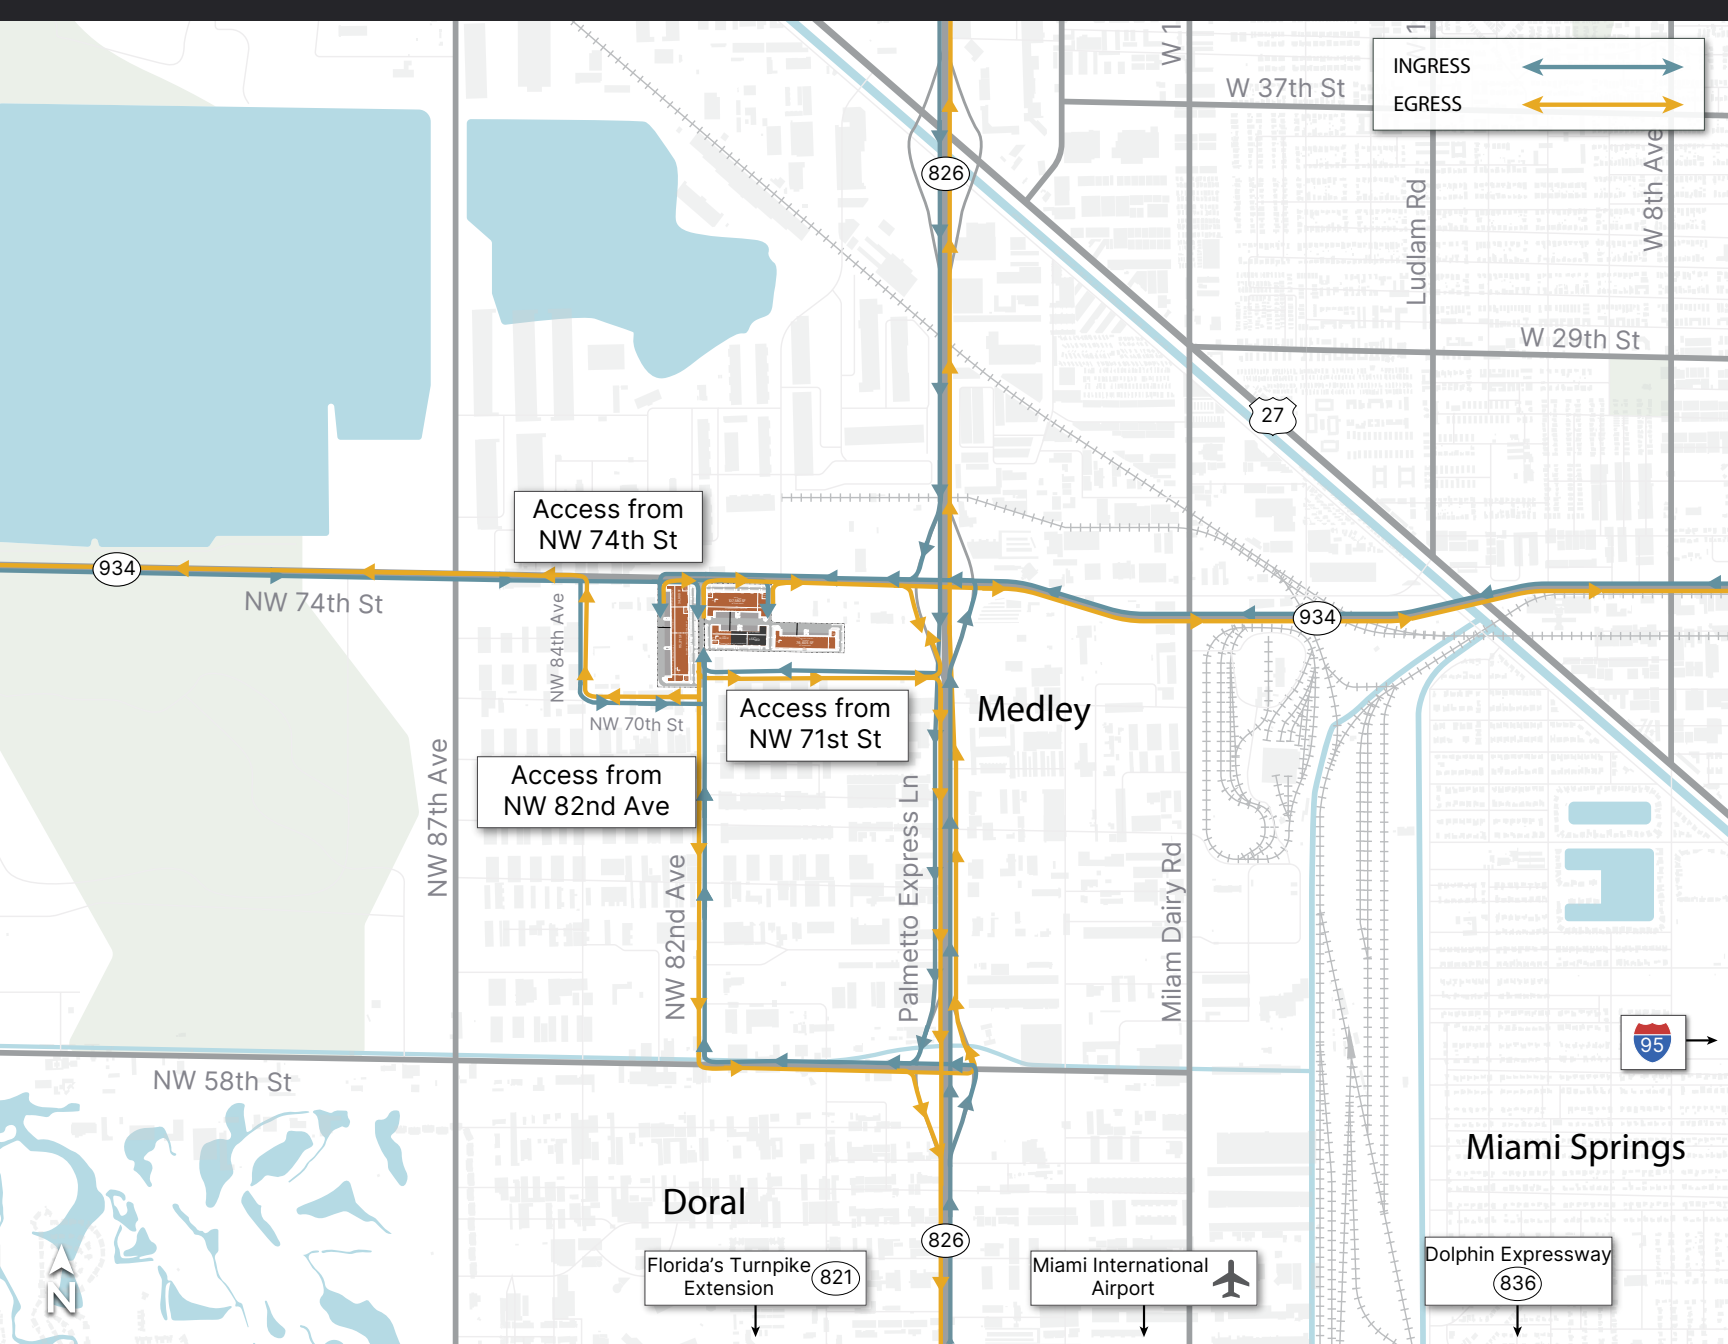 INGRESS
EGRESS
W 1
W 1
W 37th St
826
W 8th Ave
Ludlam Rd
W 29th St
27
Access from
NW 74th St
934
NW 74th St
NW 84th Ave
934
NW 70th St
Access from
NW 71st St
Medley
Access from
NW 82nd Ave
NW 87th Ave
NW 82nd Ave
Palmetto Express Ln
Milam Dairy Rd
95
NW 58th St
Miami Springs
Doral
826
Florida's Turnpike
Extension
821
Miami International
Airport
Dolphin Expressway
836
N